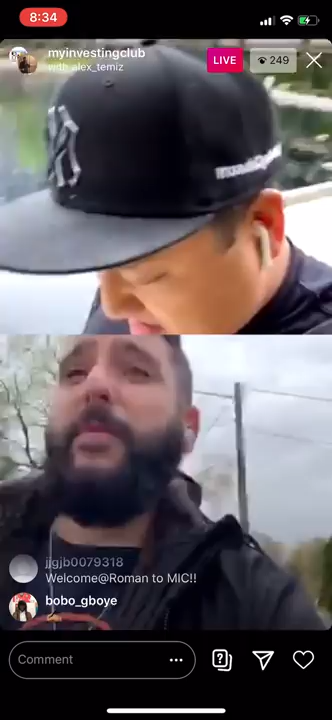 8:34
myinvestingclub
with alex_temiz
LIVE
249
jjgjb0079318
Welcome@Roman to MIC!!
bobo_gboye
Comment